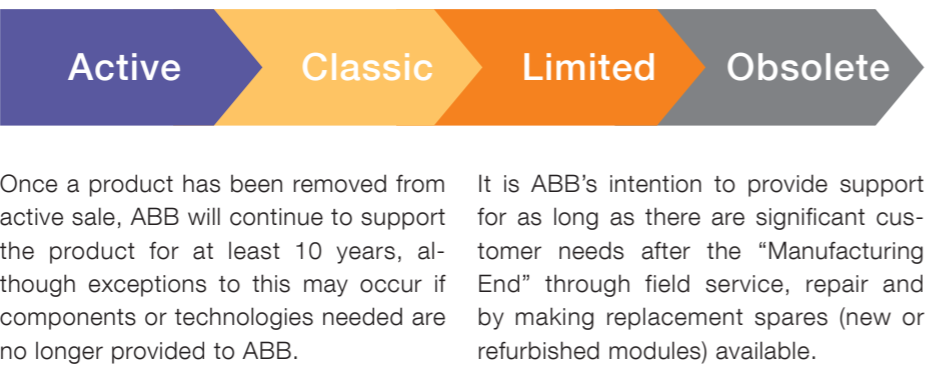 Active
Classic
Limited
Obsolete
Once a product has been removed from
active sale, ABB will continue to support
the product for at least 10 years, al-
though exceptions to this may occur if
components or technologies needed are
no longer provided to ABB.
It is ABB’s intention to provide support
for as long as there are significant cus-
tomer needs after the “Manufacturing
End” through field service, repair and
by making replacement spares (new or
refurbished modules) available.